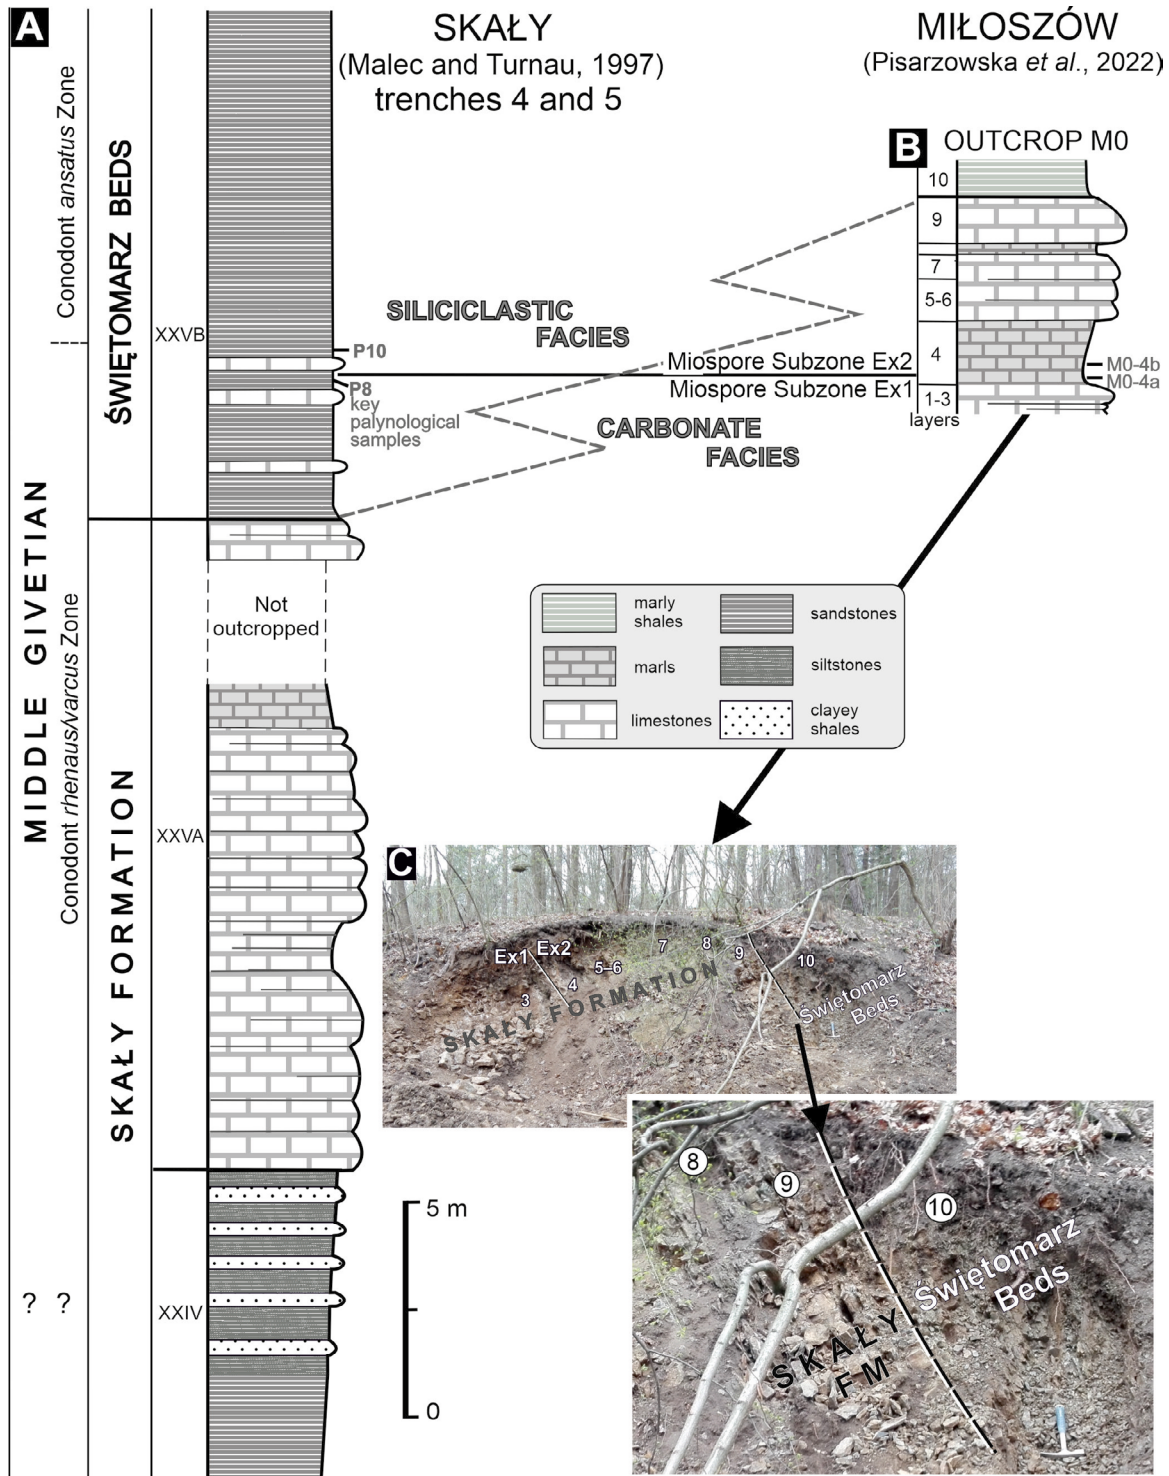 A
SKAŁY
(Malec and Turnau, 1997)
trenches 4 and 5
MIŁOSZÓW
(Pisarzowska et al., 2022)
B
OUTCROP M0
10
9
7
5-6
4
1-3
layers
M0-4b
M0-4a
MIDDLE GIVETIAN
Conodont ansatus Zone
Conodont rhenaus/varcus Zone
? ?
ŚWIĘTOMARZ BEDS
SKAŁY FORMATION
XXVB
XXVA
XXIV
P10
P8
key
palynological
samples
SILICICLASTIC
FACIES
Miospore Subzone Ex2
Miospore Subzone Ex1
CARBONATE
FACIES
Not
outcropped
marly
shales
marls
limestones
sandstones
siltstones
clayey
shales
5 m
0
C
Ex1
Ex2
3
4
5–6
7
8
9
10
SKAŁY FORMATION
Świętomarz
Beds
8
9
10
Świętomarz
Beds
SKAŁY
FM